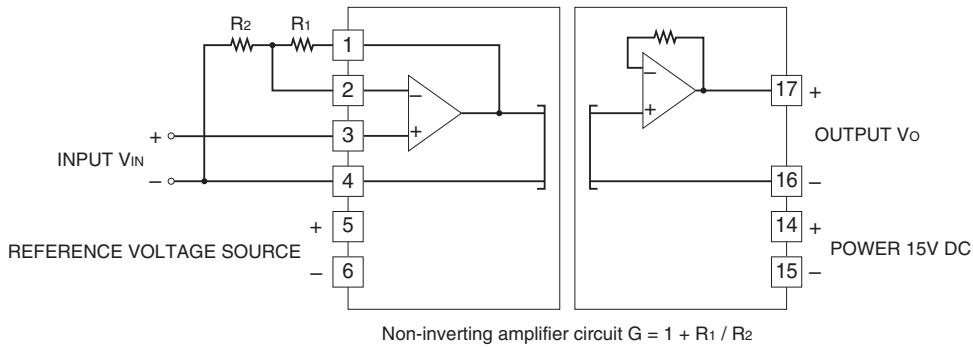 R2 R1
1
2
3
4
5
6
− +
− +
+
INPUT VIN
−
+
REFERENCE VOLTAGE SOURCE
−
17 +
OUTPUT VO
16 −
14 +
POWER 15V DC
15 −
Non-inverting amplifier circuit G = 1 + R1 / R2